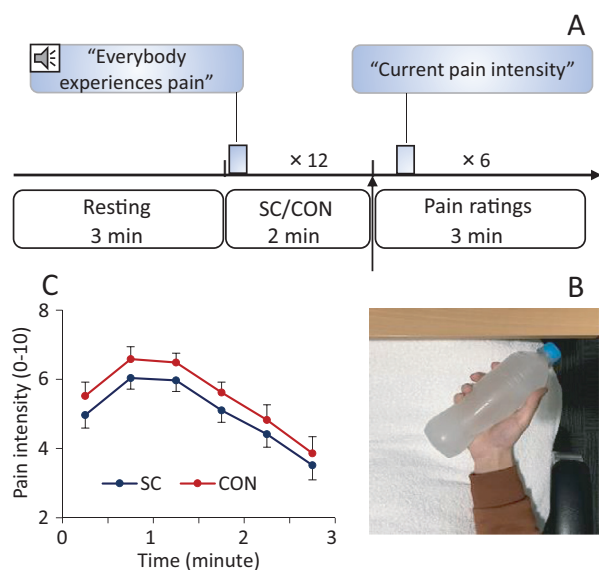 A
“Everybody
experiences pain”
“Current pain intensity”
× 12
× 6
Resting
3 min
SC/CON
2 min
Pain ratings
3 min
C
B
Pain intensity (0-10)
8
6
4
2
SC
CON
0
1
2
3
Time (minute)